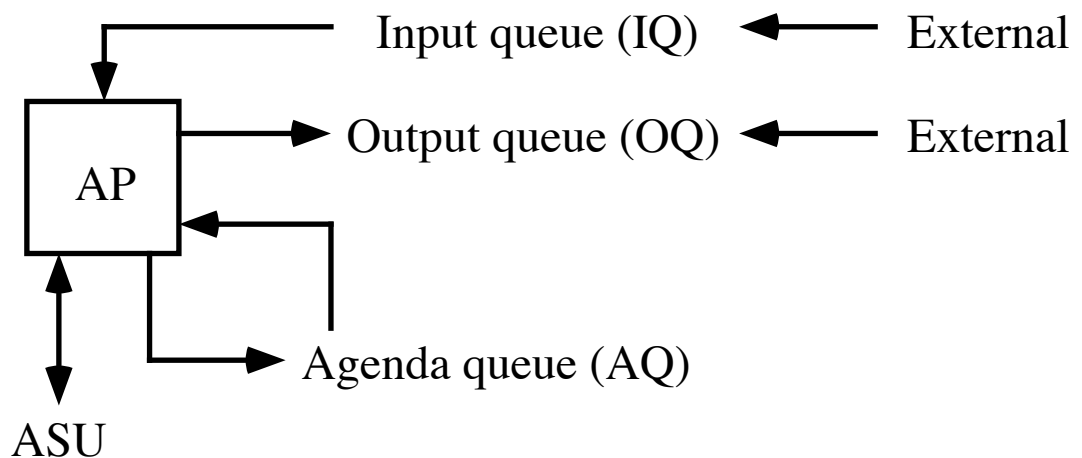 Input queue (IQ) External
Output queue (OQ) External
AP
Agenda queue (AQ)
ASU